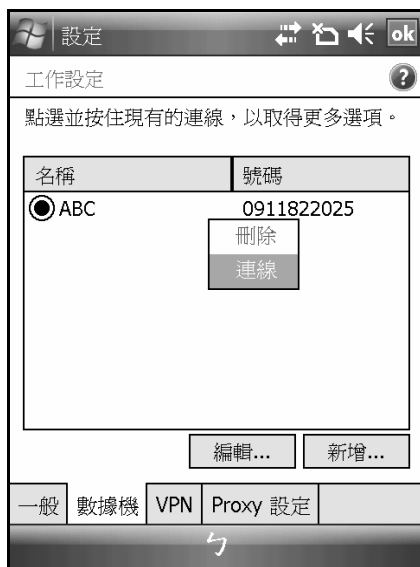 設定
ok
工作設定
?
點選並按住現有的連線，以取得更多選項。
名稱 號碼
ABC 0911822025
刪除
連線
編輯... 新增...
一般 數據機 VPN Proxy 設定
ㄅ